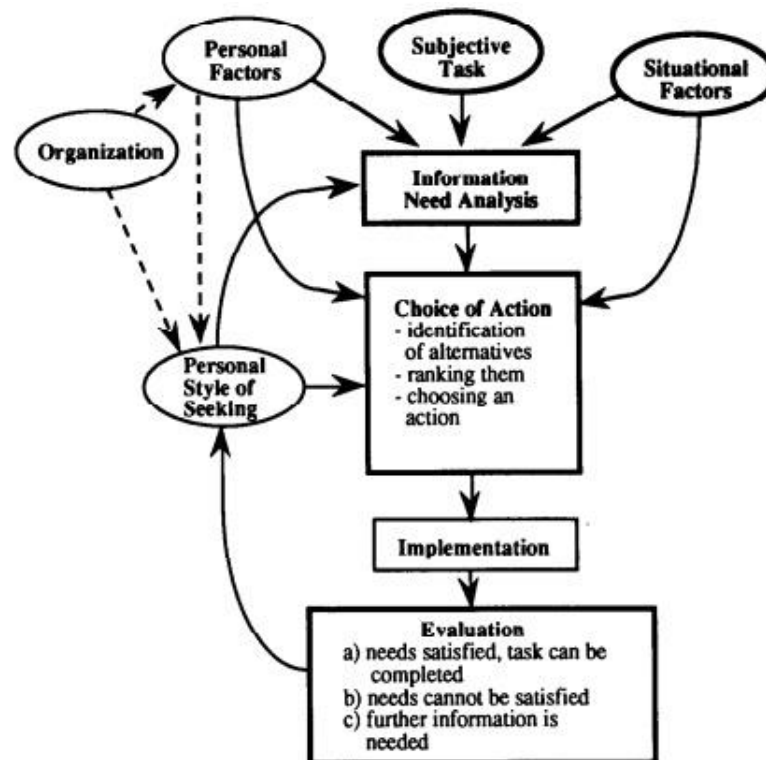 Personal
Factors
Subjective
Task
Situational
Factors
Organization
Information
Need Analysis
Choice of Action
- identification
of alternatives
- ranking them
- choosing an
action
Personal
Style of
Seeking
Implementation
Evaluation
a) needs satisfied, task can be
completed
b) needs cannot be satisfied
c) further information is
needed